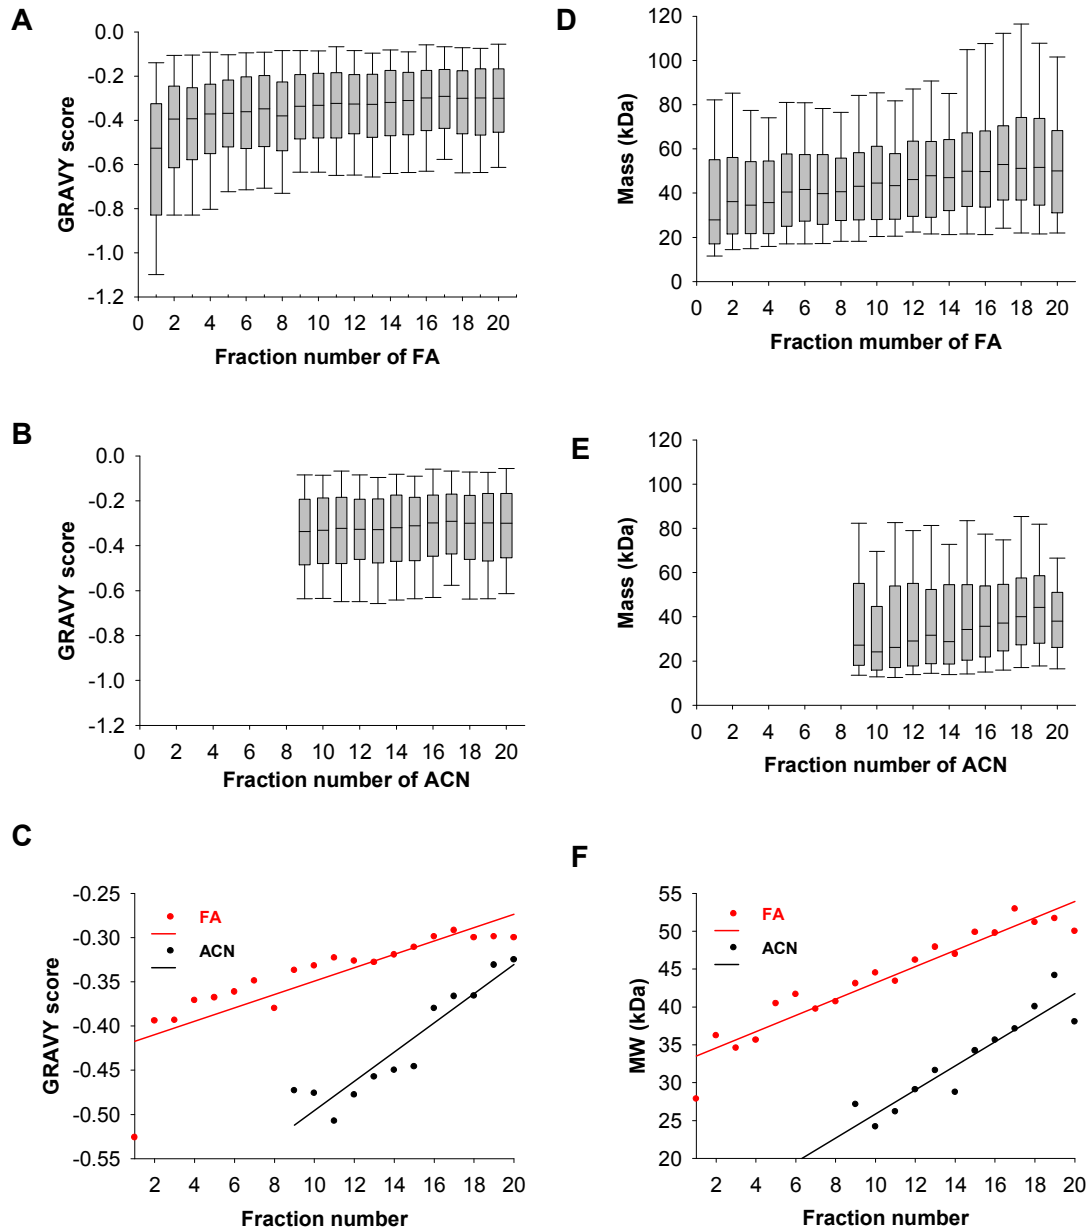 A
0.0
-0.2
-0.4
-0.6
-0.8
-1.0
-1.2
GRAVY score
0 2 4 6 8 10 12 14 16 18 20
Fraction number of FA
D
120
100
80
60
40
20
0
Mass (kDa)
0 2 4 6 8 10 12 14 16 18 20
Fraction mumber of FA
B
0.0
-0.2
-0.4
-0.6
-0.8
-1.0
-1.2
GRAVY score
0 2 4 6 8 10 12 14 16 18 20
Fraction number of ACN
E
120
100
80
60
40
20
0
Mass (kDa)
0 2 4 6 8 10 12 14 16 18 20
Fraction number of ACN
C
-0.25
-0.30
-0.35
-0.40
-0.45
-0.50
-0.55
GRAVY score
FA
ACN
2 4 6 8 10 12 14 16 18 20
Fraction number
F
55
50
45
40
35
30
25
20
MW (kDa)
FA
ACN
2 4 6 8 10 12 14 16 18 20
Fraction number